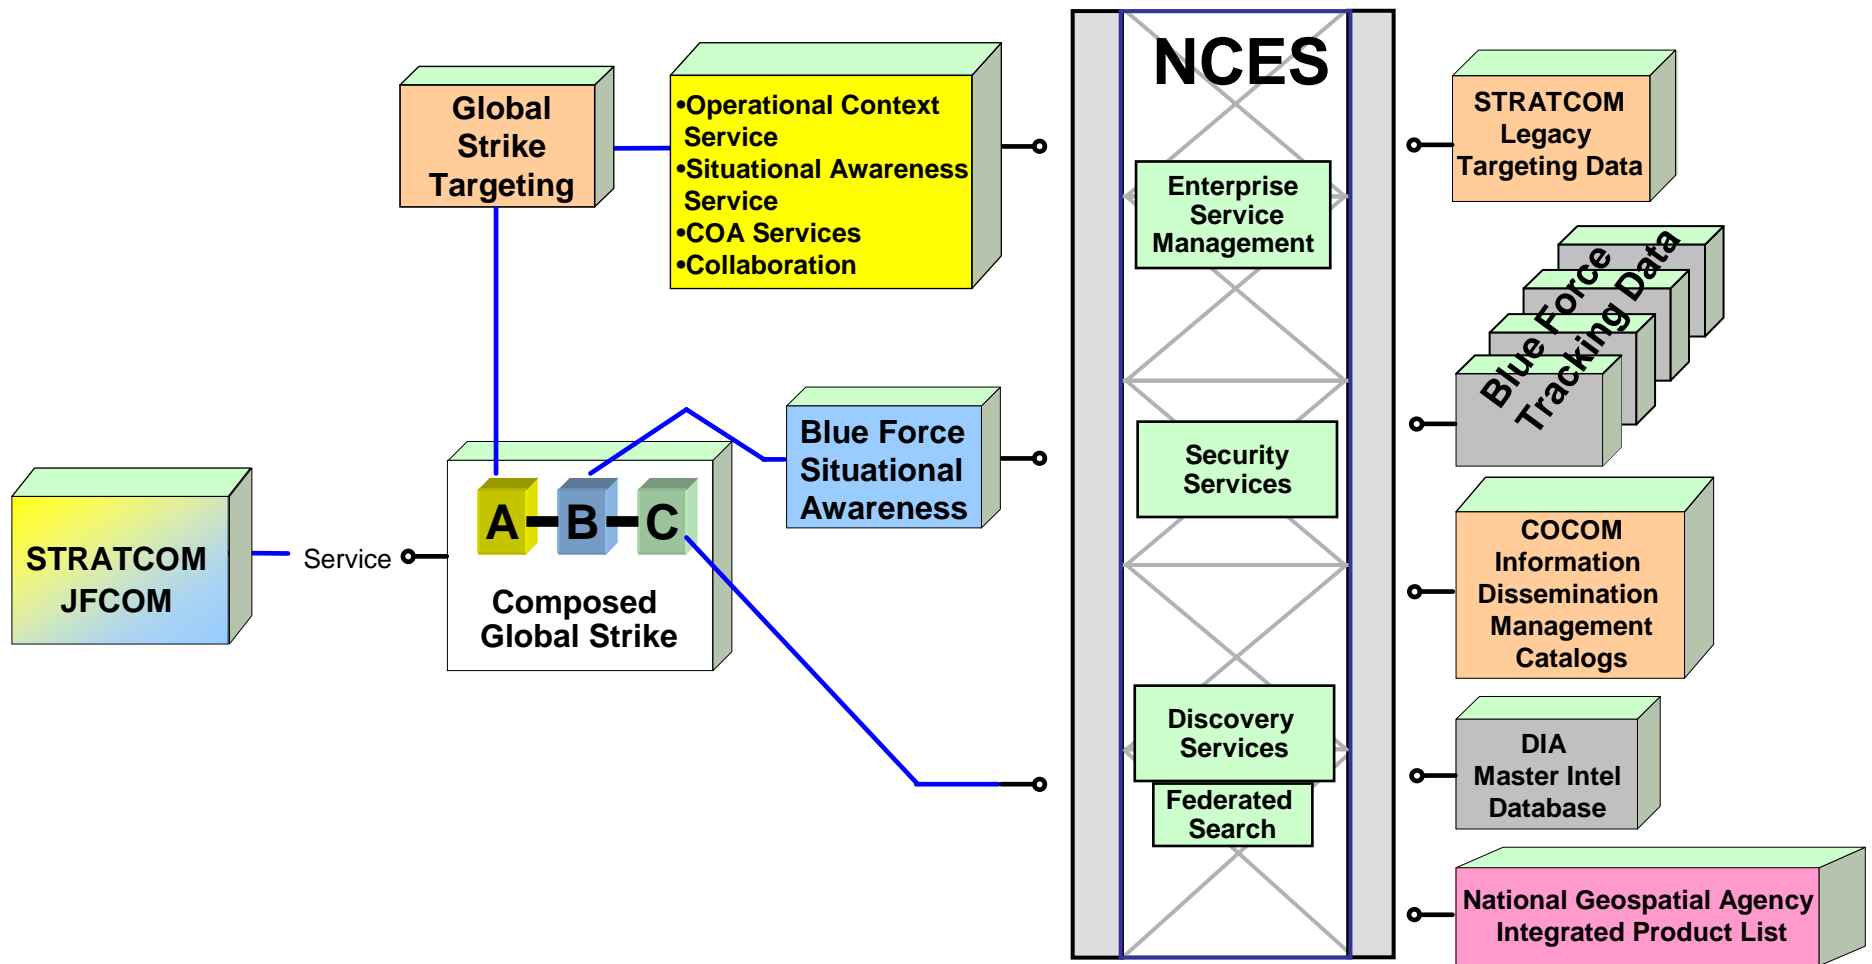 NCES
Global
Strike
Targeting
•Operational Context
Service
•Situational Awareness
Service
•COA Services
•Collaboration
STRATCOM
Legacy
Targeting Data
Enterprise
Service
Management
Blue Force
Tracking Data
Blue Force
Situational
Awareness
Security
Services
STRATCOM
JFCOM
Service
A
B
C
Composed
Global Strike
COCOM
Information
Dissemination
Management
Catalogs
Discovery
Services
Federated
Search
DIA
Master Intel
Database
National Geospatial Agency
Integrated Product List